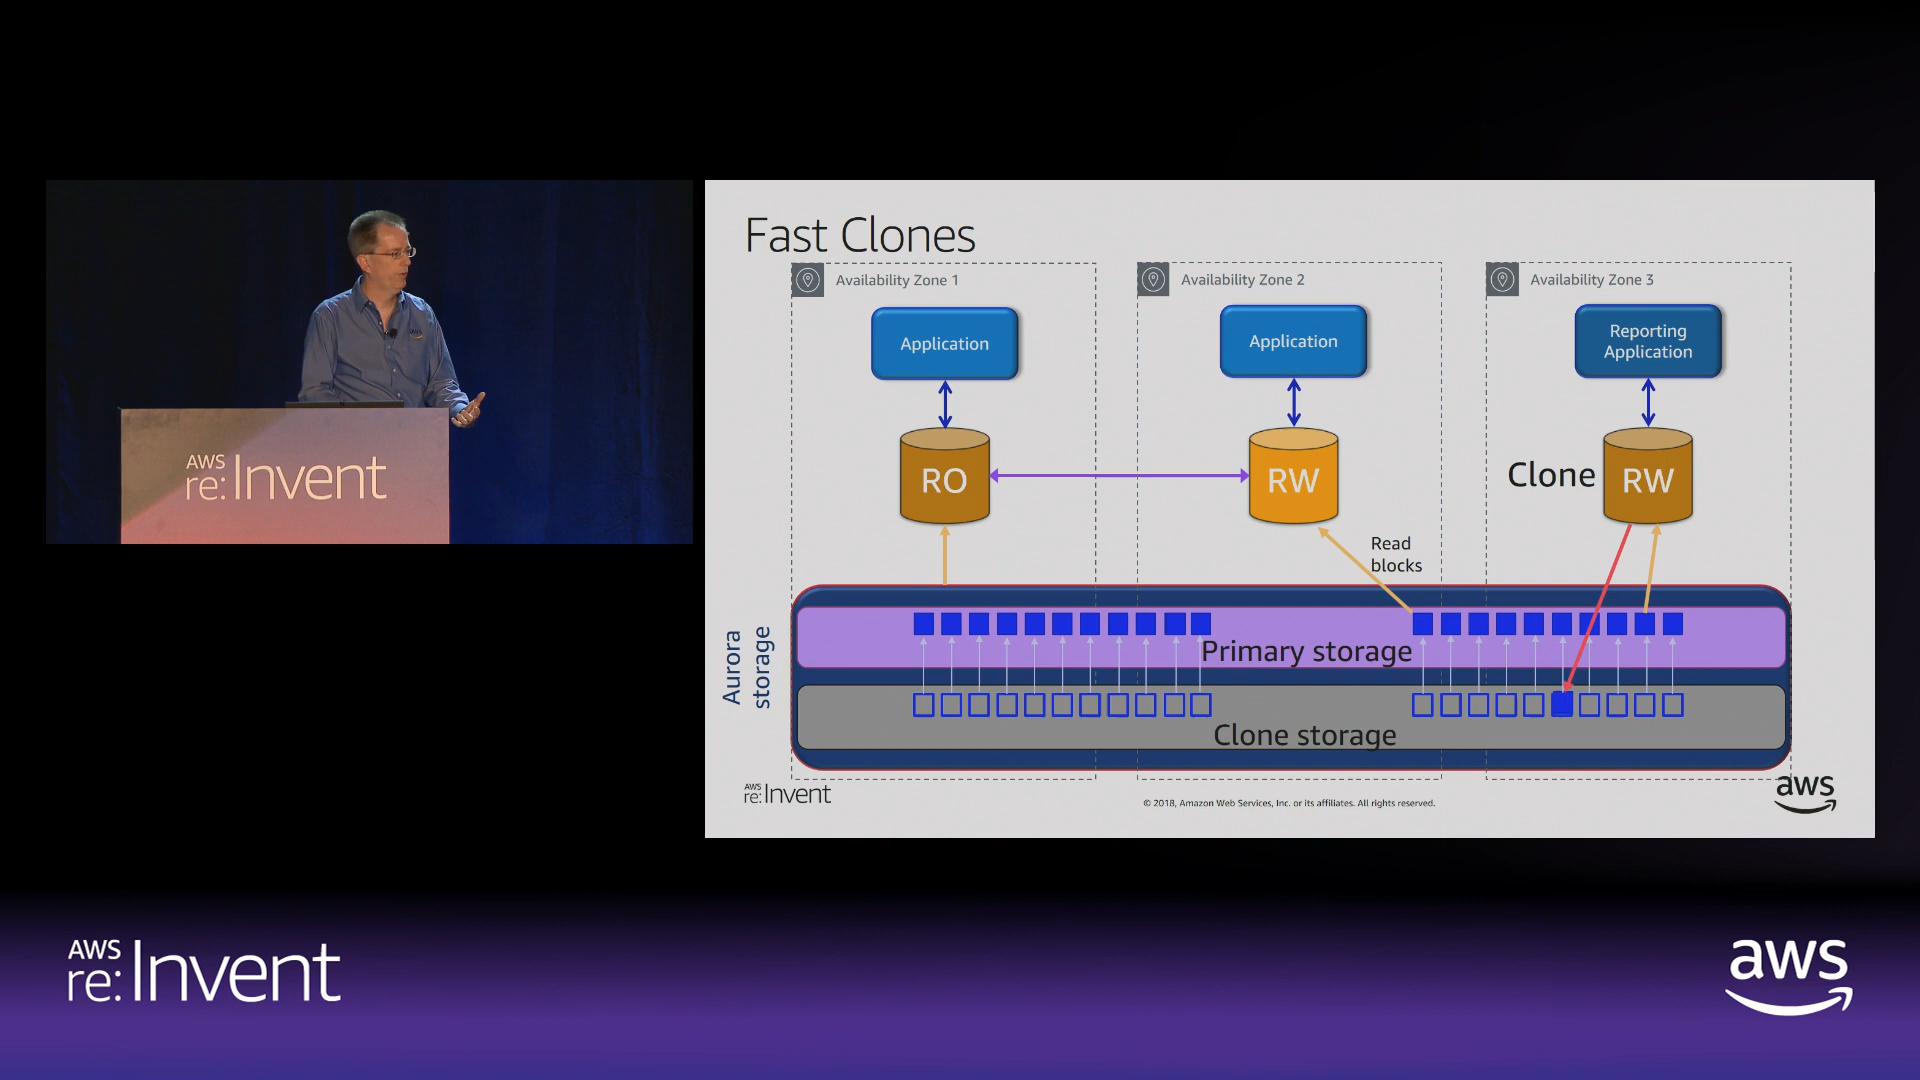 AWS
re:Invent
Fast Clones
Availability Zone 1
Availability Zone 2
Availability Zone 3
Application
Application
Reporting
Application
RO
RW
Clone
RW
Read
blocks
Aurora
storage
Primary storage
Clone storage
AWS
re:Invent
© 2018, Amazon Web Services, Inc. or its affiliates. All rights reserved.
aws
AWS
re:Invent
aws